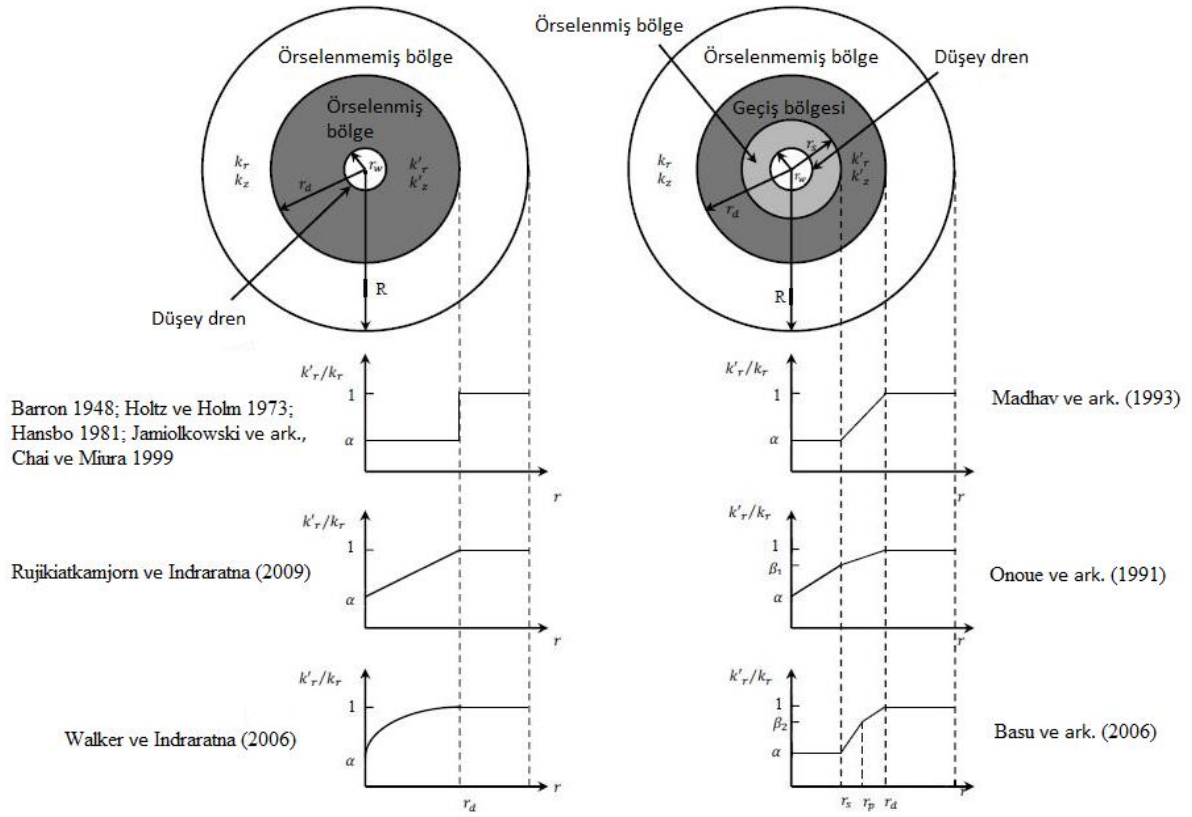 Örselenmemiş bölge
Örselenmiş
bölge
k_r
k_z
r_w
k'_r
k'_z
r_d
R
Düşey dren
Örselenmiş bölge
Örselenmemiş bölge
Düşey dren
Geçiş bölgesi
r_s
k_r
k_z
r_w
k'_r
k'_z
r_d
R
Barron 1948; Holtz ve Holm 1973;
Hansbo 1981; Jamiolkowski ve ark.,
Chai ve Miura 1999
k'_r/k_r
1
α
r
k'_r/k_r
1
α
r
Madhav ve ark. (1993)
Rujikiatkamjorn ve Indraratna (2009)
k'_r/k_r
1
α
r
k'_r/k_r
1
β₁
α
r
Onoue ve ark. (1991)
Walker ve Indraratna (2006)
k'_r/k_r
1
α
r_d
r
k'_r/k_r
1
β₂
α
r_s r_p r_d
r
Basu ve ark. (2006)